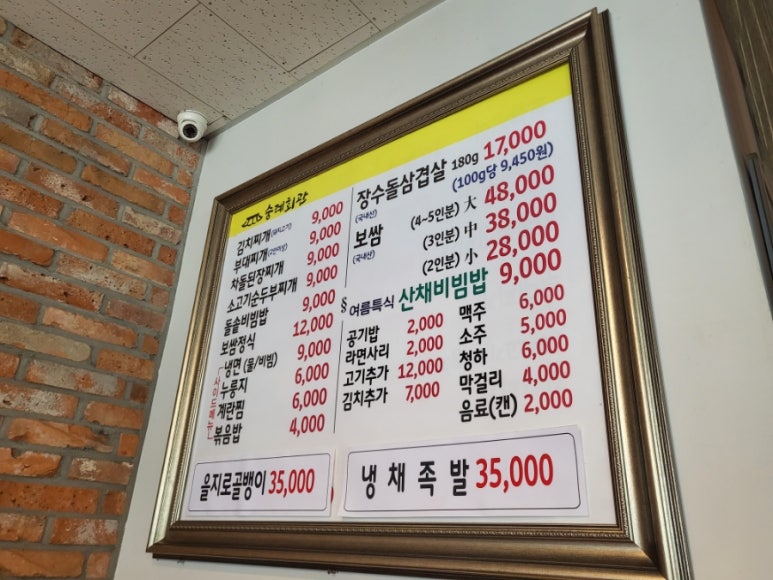 숭례회관
김치찌개 9,000
부대찌개 (2인이상) 9,000
차돌된장찌개 9,000
소고기순두부찌개 9,000
돌솥비빔밥 9,000
보쌈정식 12,000
냉면 (물/비빔) 9,000
누룽지 6,000
계란찜 6,000
볶음밥 4,000
장수돌삼겹살 180g 17,000
(국내산) (100g당 9,450원)
보쌈 (4~5인분) 大 48,000
(국내산) (3인분) 中 38,000
(2인분) 小 28,000
§ 여름특식 산채비빔밥 9,000
공기밥 2,000
라면사리 2,000
고기추가 12,000
김치추가 7,000
맥주 6,000
소주 5,000
청하 6,000
막걸리 4,000
음료(캔) 2,000
을지로골뱅이 35,000
냉채족발 35,000